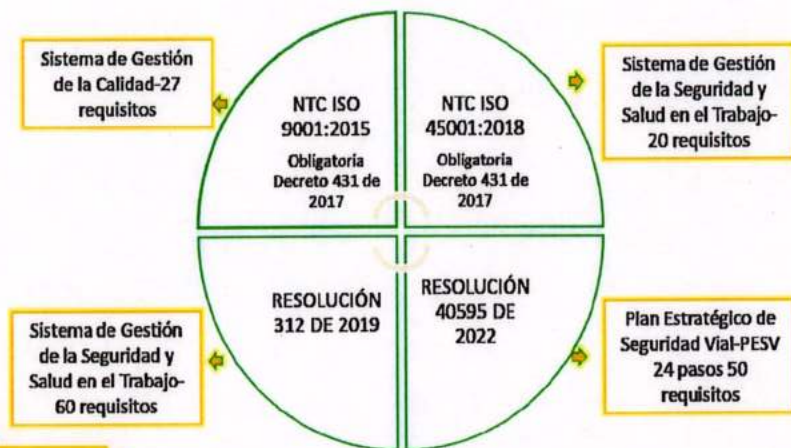 Sistema de Gestión
de la Calidad-27
requisitos
NTC ISO
9001:2015
Obligatoria
Decreto 431 de
2017
NTC ISO
45001:2018
Obligatoria
Decreto 431 de
2017
Sistema de Gestión
de la Seguridad y
Salud en el Trabajo-
20 requisitos
Sistema de Gestión
de la Seguridad y
Salud en el Trabajo-
60 requisitos
RESOLUCIÓN
312 DE 2019
RESOLUCIÓN
40595 DE
2022
Plan Estratégico de
Seguridad Vial-PESV
24 pasos 50
requisitos